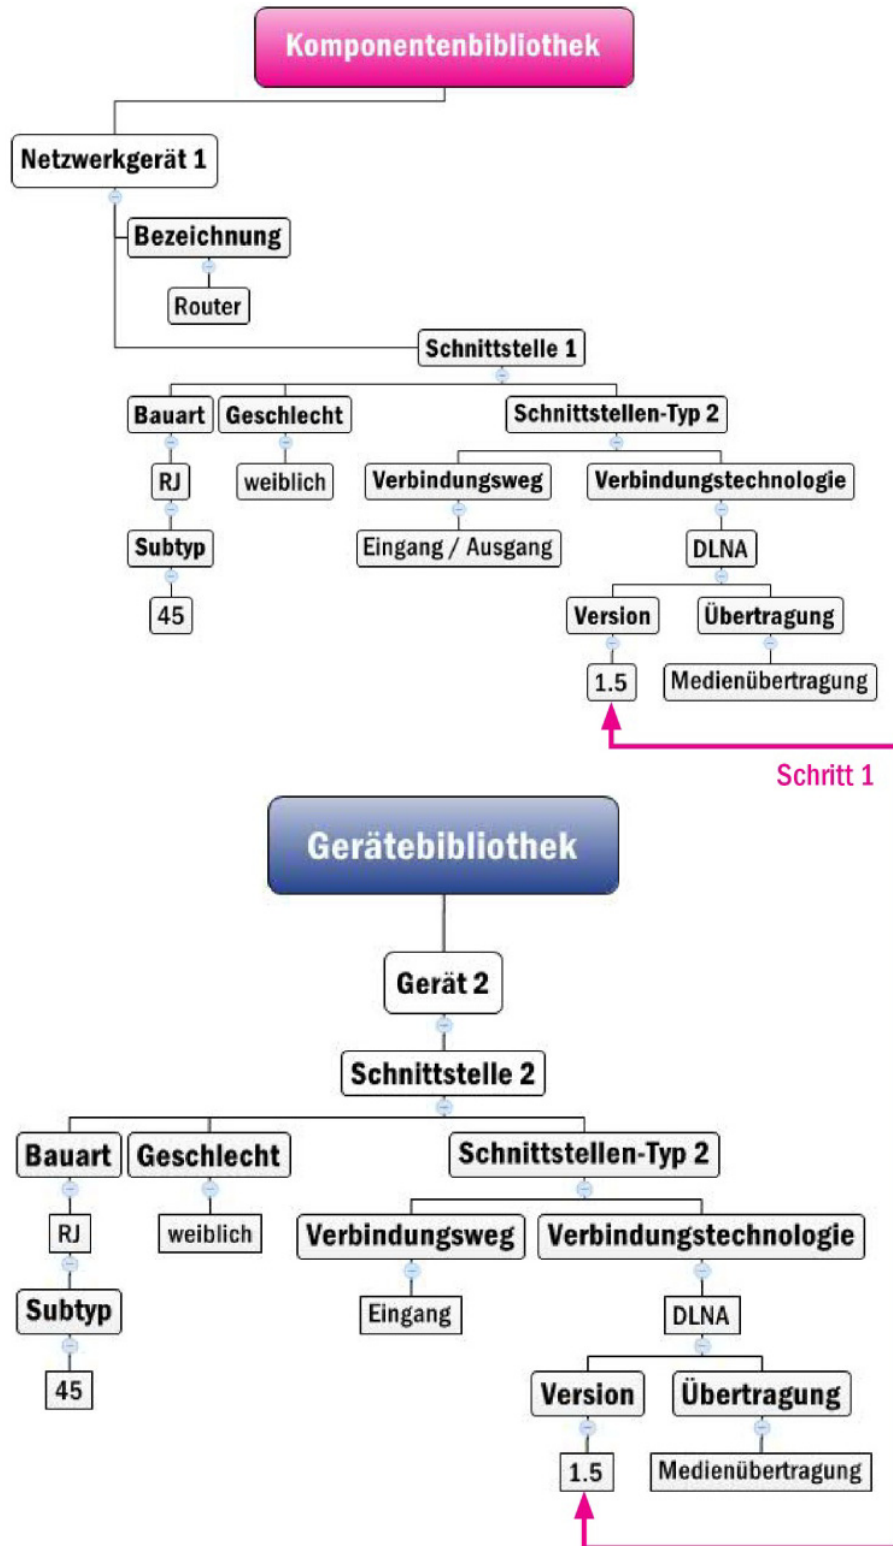 Komponentenbibliothek
Netzwerkgerät 1
Bezeichnung
Router
Schnittstelle 1
Bauart Geschlecht Schnittstellen-Typ 2
RJ weiblich Verbindungsweg Verbindungstechnologie
Subtyp Eingang / Ausgang DLNA
45 Version Übertragung
1.5 Medienübertragung
Schritt 1
Gerätebibliothek
Gerät 2
Schnittstelle 2
Bauart Geschlecht Schnittstellen-Typ 2
RJ weiblich Verbindungsweg Verbindungstechnologie
Subtyp Eingang DLNA
45 Version Übertragung
1.5 Medienübertragung